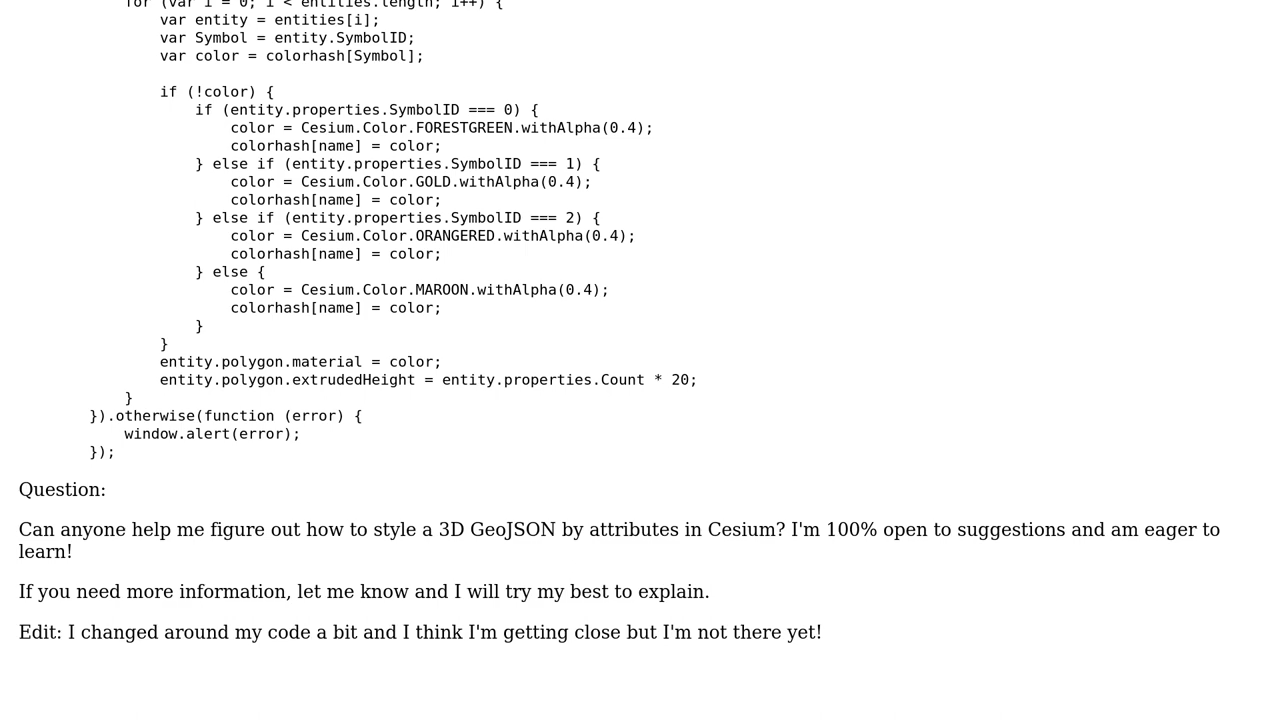 for (var i = 0; i < entities.length; i++) {
var entity = entities[i];
var Symbol = entity.SymbolID;
var color = colorhash[Symbol];
if (!color) {
if (entity.properties.SymbolID === 0) {
color = Cesium.Color.FORESTGREEN.withAlpha(0.4);
colorhash[name] = color;
} else if (entity.properties.SymbolID === 1) {
color = Cesium.Color.GOLD.withAlpha(0.4);
colorhash[name] = color;
} else if (entity.properties.SymbolID === 2) {
color = Cesium.Color.ORANGERED.withAlpha(0.4);
colorhash[name] = color;
} else {
color = Cesium.Color.MAROON.withAlpha(0.4);
colorhash[name] = color;
}
}
entity.polygon.material = color;
entity.polygon.extrudedHeight = entity.properties.Count * 20;
}
}).otherwise(function (error) {
window.alert(error);
});
Question:
Can anyone help me figure out how to style a 3D GeoJSON by attributes in Cesium? I'm 100% open to suggestions and am eager to
learn!
If you need more information, let me know and I will try my best to explain.
Edit: I changed around my code a bit and I think I'm getting close but I'm not there yet!